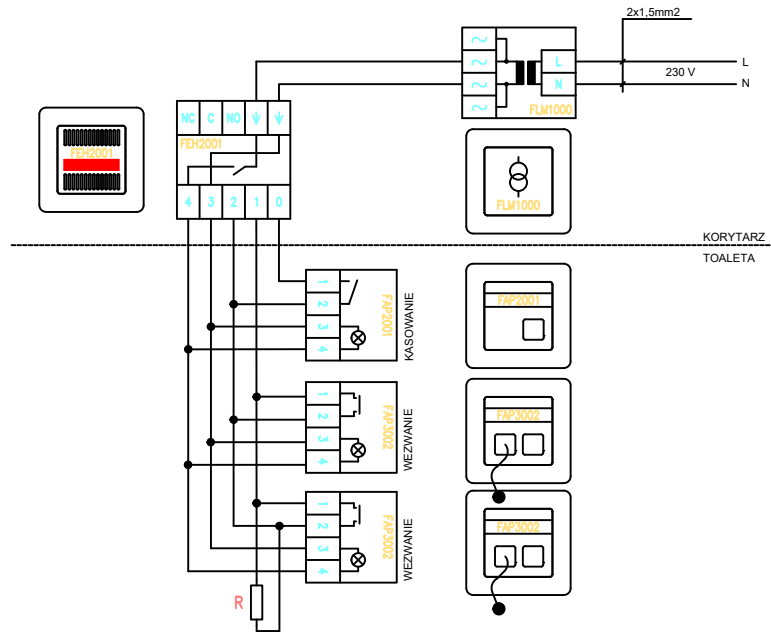 2x1,5mm2
L
L
230 V
N
N
FLM1000
NC C NO
FEH2001
FEH2001
4 3 2 1 0
FLM1000
KORYTARZ
TOALETA
1
2
3
4
FAP2001
KASOWANIE
FAP2001
1
2
3
4
FAP3002
WEZWANIE
FAP3002
1
2
3
4
FAP3002
WEZWANIE
FAP3002
R